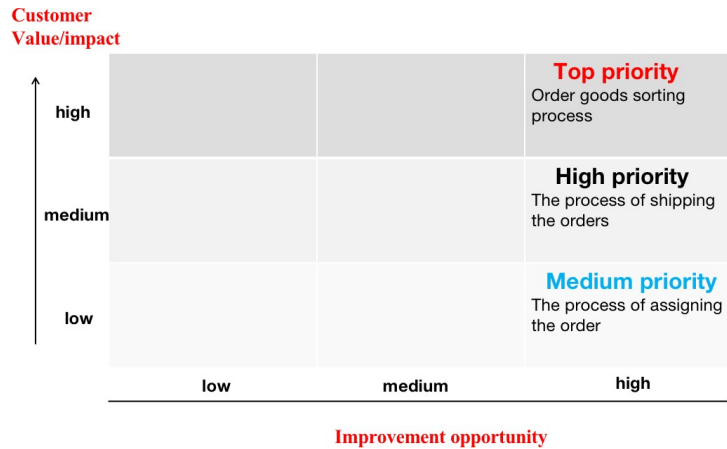 Customer
Value/impact
high
Top priority
Order goods sorting
process
medium
High priority
The process of shipping
the orders
low
Medium priority
The process of assigning
the order
low
medium
high
Improvement opportunity